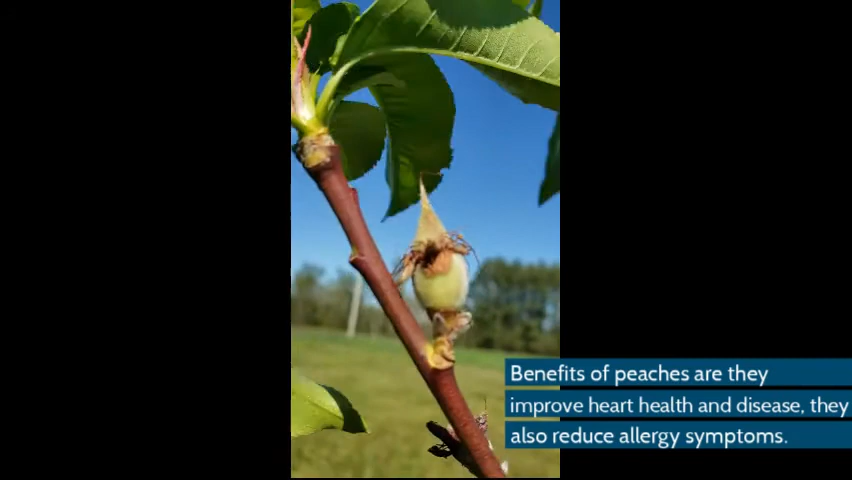 Benefits of peaches are they
improve heart health and disease, they
also reduce allergy symptoms.